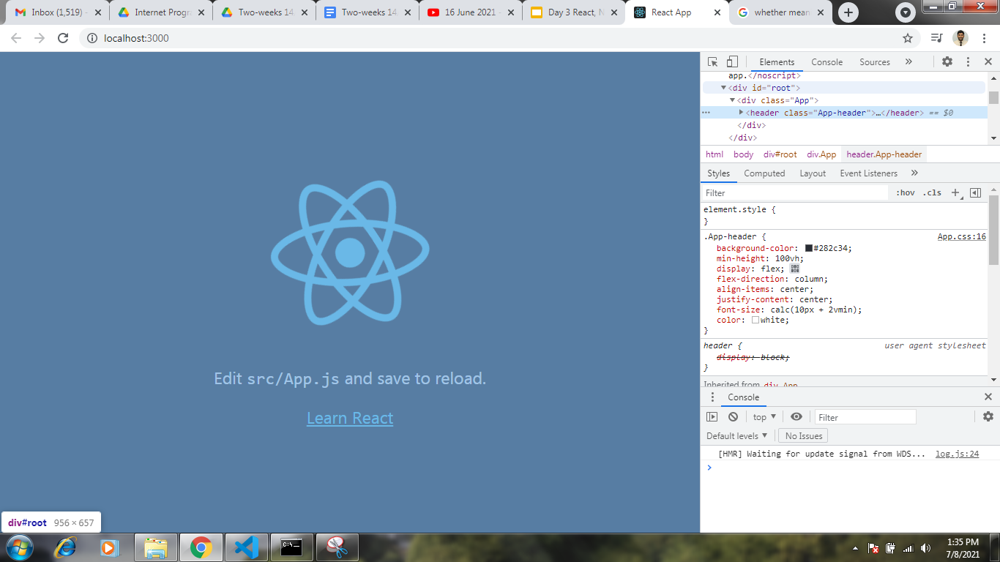 Inbox (1,519) -
Internet Progr
Two-weeks 14
Two-weeks 14
16 June 2021 -
Day 3 React, N
React App
whether mean
localhost:3000
Elements
Console
Sources
app.</noscript>
<div id="root">
<div class="App">
<header class="App-header">…</header> == $0
</div>
</div>
html body div#root div.App header.App-header
Styles Computed Layout Event Listeners
Filter :hov .cls
element.style {
}
.App-header { App.css:16
background-color: #282c34;
min-height: 100vh;
display: flex;
flex-direction: column;
align-items: center;
justify-content: center;
font-size: calc(10px + 2vmin);
color: white;
}
header { user agent stylesheet
display: block;
}
Inherited from div.App
Console
top Filter
Default levels No Issues
[HMR] Waiting for update signal from WDS... log.js:24
Edit src/App.js and save to reload.
Learn React
div#root 956 × 657
C:\_
1:35 PM
7/8/2021